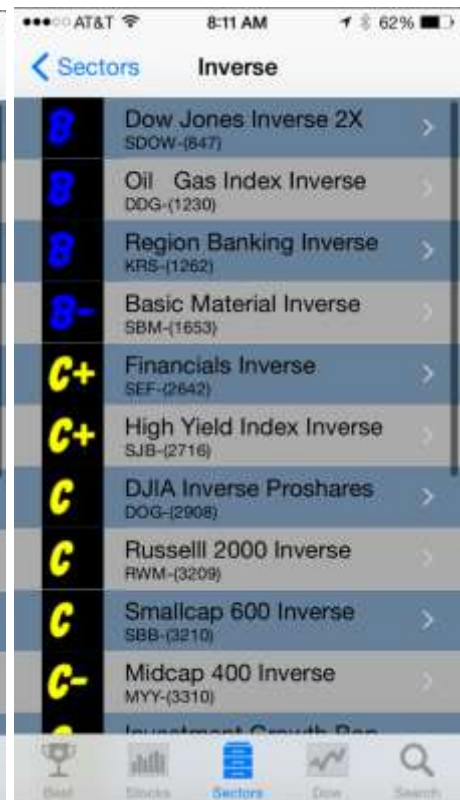 AT&T 8:11 AM 62%
Sectors Inverse
B Dow Jones Inverse 2X
SDOW-(847)
B Oil Gas Index Inverse
DDG-(1230)
B Region Banking Inverse
KRS-(1262)
B- Basic Material Inverse
SBM-(1653)
C+ Financials Inverse
SEF-(2642)
C+ High Yield Index Inverse
SJB-(2716)
C DJIA Inverse Proshares
DOG-(2908)
C Russelll 2000 Inverse
RWM-(3209)
C Smallcap 600 Inverse
SBB-(3210)
C- Midcap 400 Inverse
MYY-(3310)
Best Stocks Sectors Dow Search